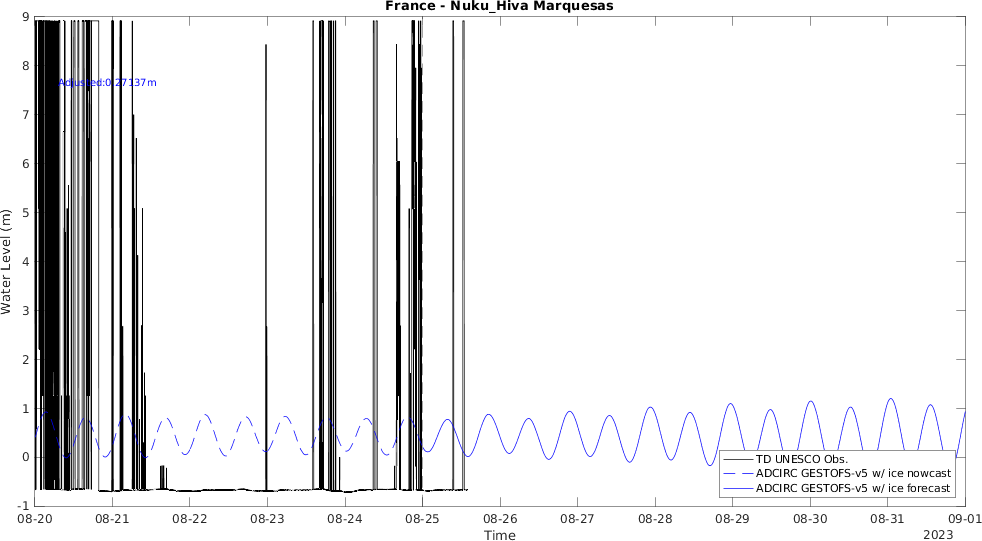 France - Nuku_Hiva Marquesas
9
8
7
6
5
4
3
2
1
0
-1
Water Level (m)
Adjusted:0.27137m
TD UNESCO Obs.
ADCIRC GESTOFS-v5 w/ ice nowcast
ADCIRC GESTOFS-v5 w/ ice forecast
08-20 08-21 08-22 08-23 08-24 08-25 08-26 08-27 08-28 08-29 08-30 08-31 09-01
Time
2023